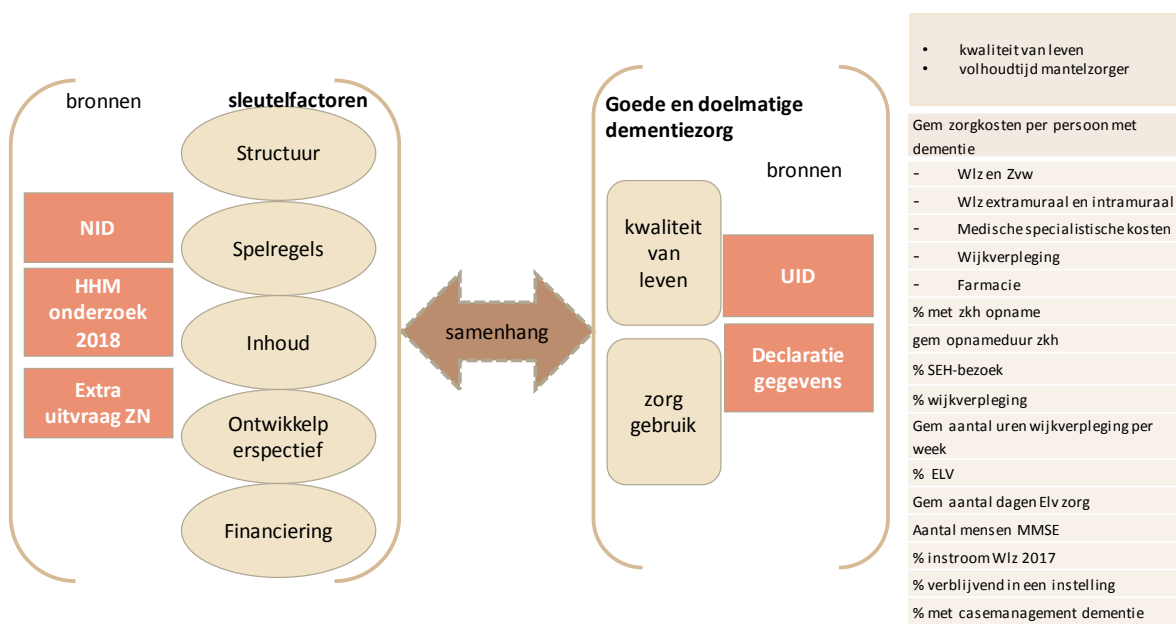 bronnen
sleutelfactoren
Structuur
Spelregels
Inhoud
Ontwikkelp
erspectief
Financiering
NID
HHM
onderzoek
2018
Extra
uitvraag ZN
samenhang
Goede en doelmatige
dementiezorg
bronnen
kwaliteit
van
leven
zorg
gebruik
UID
Declaratie
gegevens
• kwaliteit van leven
• volhoudtijd mantelzorger
Gem zorgkosten per persoon met
dementie
- Wlz en Zvw
- Wlz extramuraal en intramuraal
- Medische specialistische kosten
- Wijkverpleging
- Farmacie
% met zkh opname
gem opnameduur zkh
% SEH-bezoek
% wijkverpleging
Gem aantal uren wijkverpleging per
week
% ELV
Gem aantal dagen Elv zorg
Aantal mensen MMSE
% instroom Wlz 2017
% verblijvend in een instelling
% met casemanagement dementie